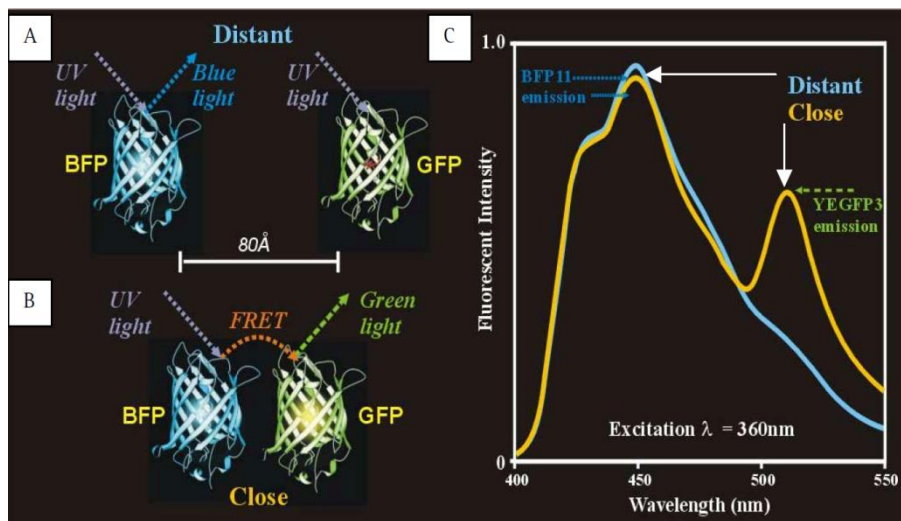 A
Distant
UV
light
Blue
light
UV
light
BFP
GFP
80Å
B
UV
light
FRET
Green
light
BFP
GFP
Close
C
1.0
BFP11
emission
Distant
Close
YEGFP3
emission
Fluorescent Intensity
Excitation λ = 360nm
0
400
450
500
550
Wavelength (nm)